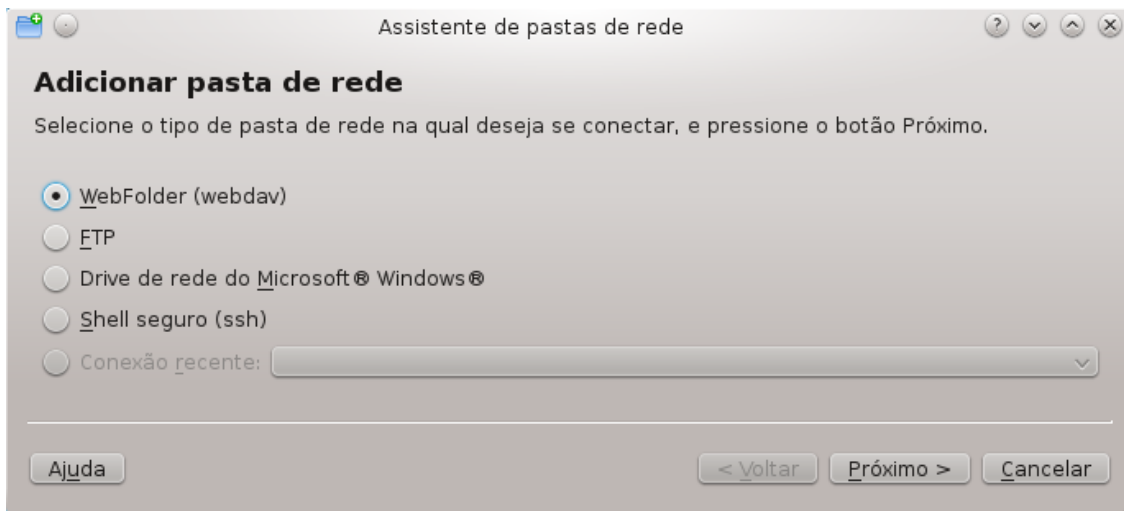 Assistente de pastas de rede
Adicionar pasta de rede
Selecione o tipo de pasta de rede na qual deseja se conectar, e pressione o botão Próximo.
WebFolder (webdav)
FTP
Drive de rede do Microsoft® Windows®
Shell seguro (ssh)
Conexão recente:
Ajuda
< Voltar
Próximo >
Cancelar